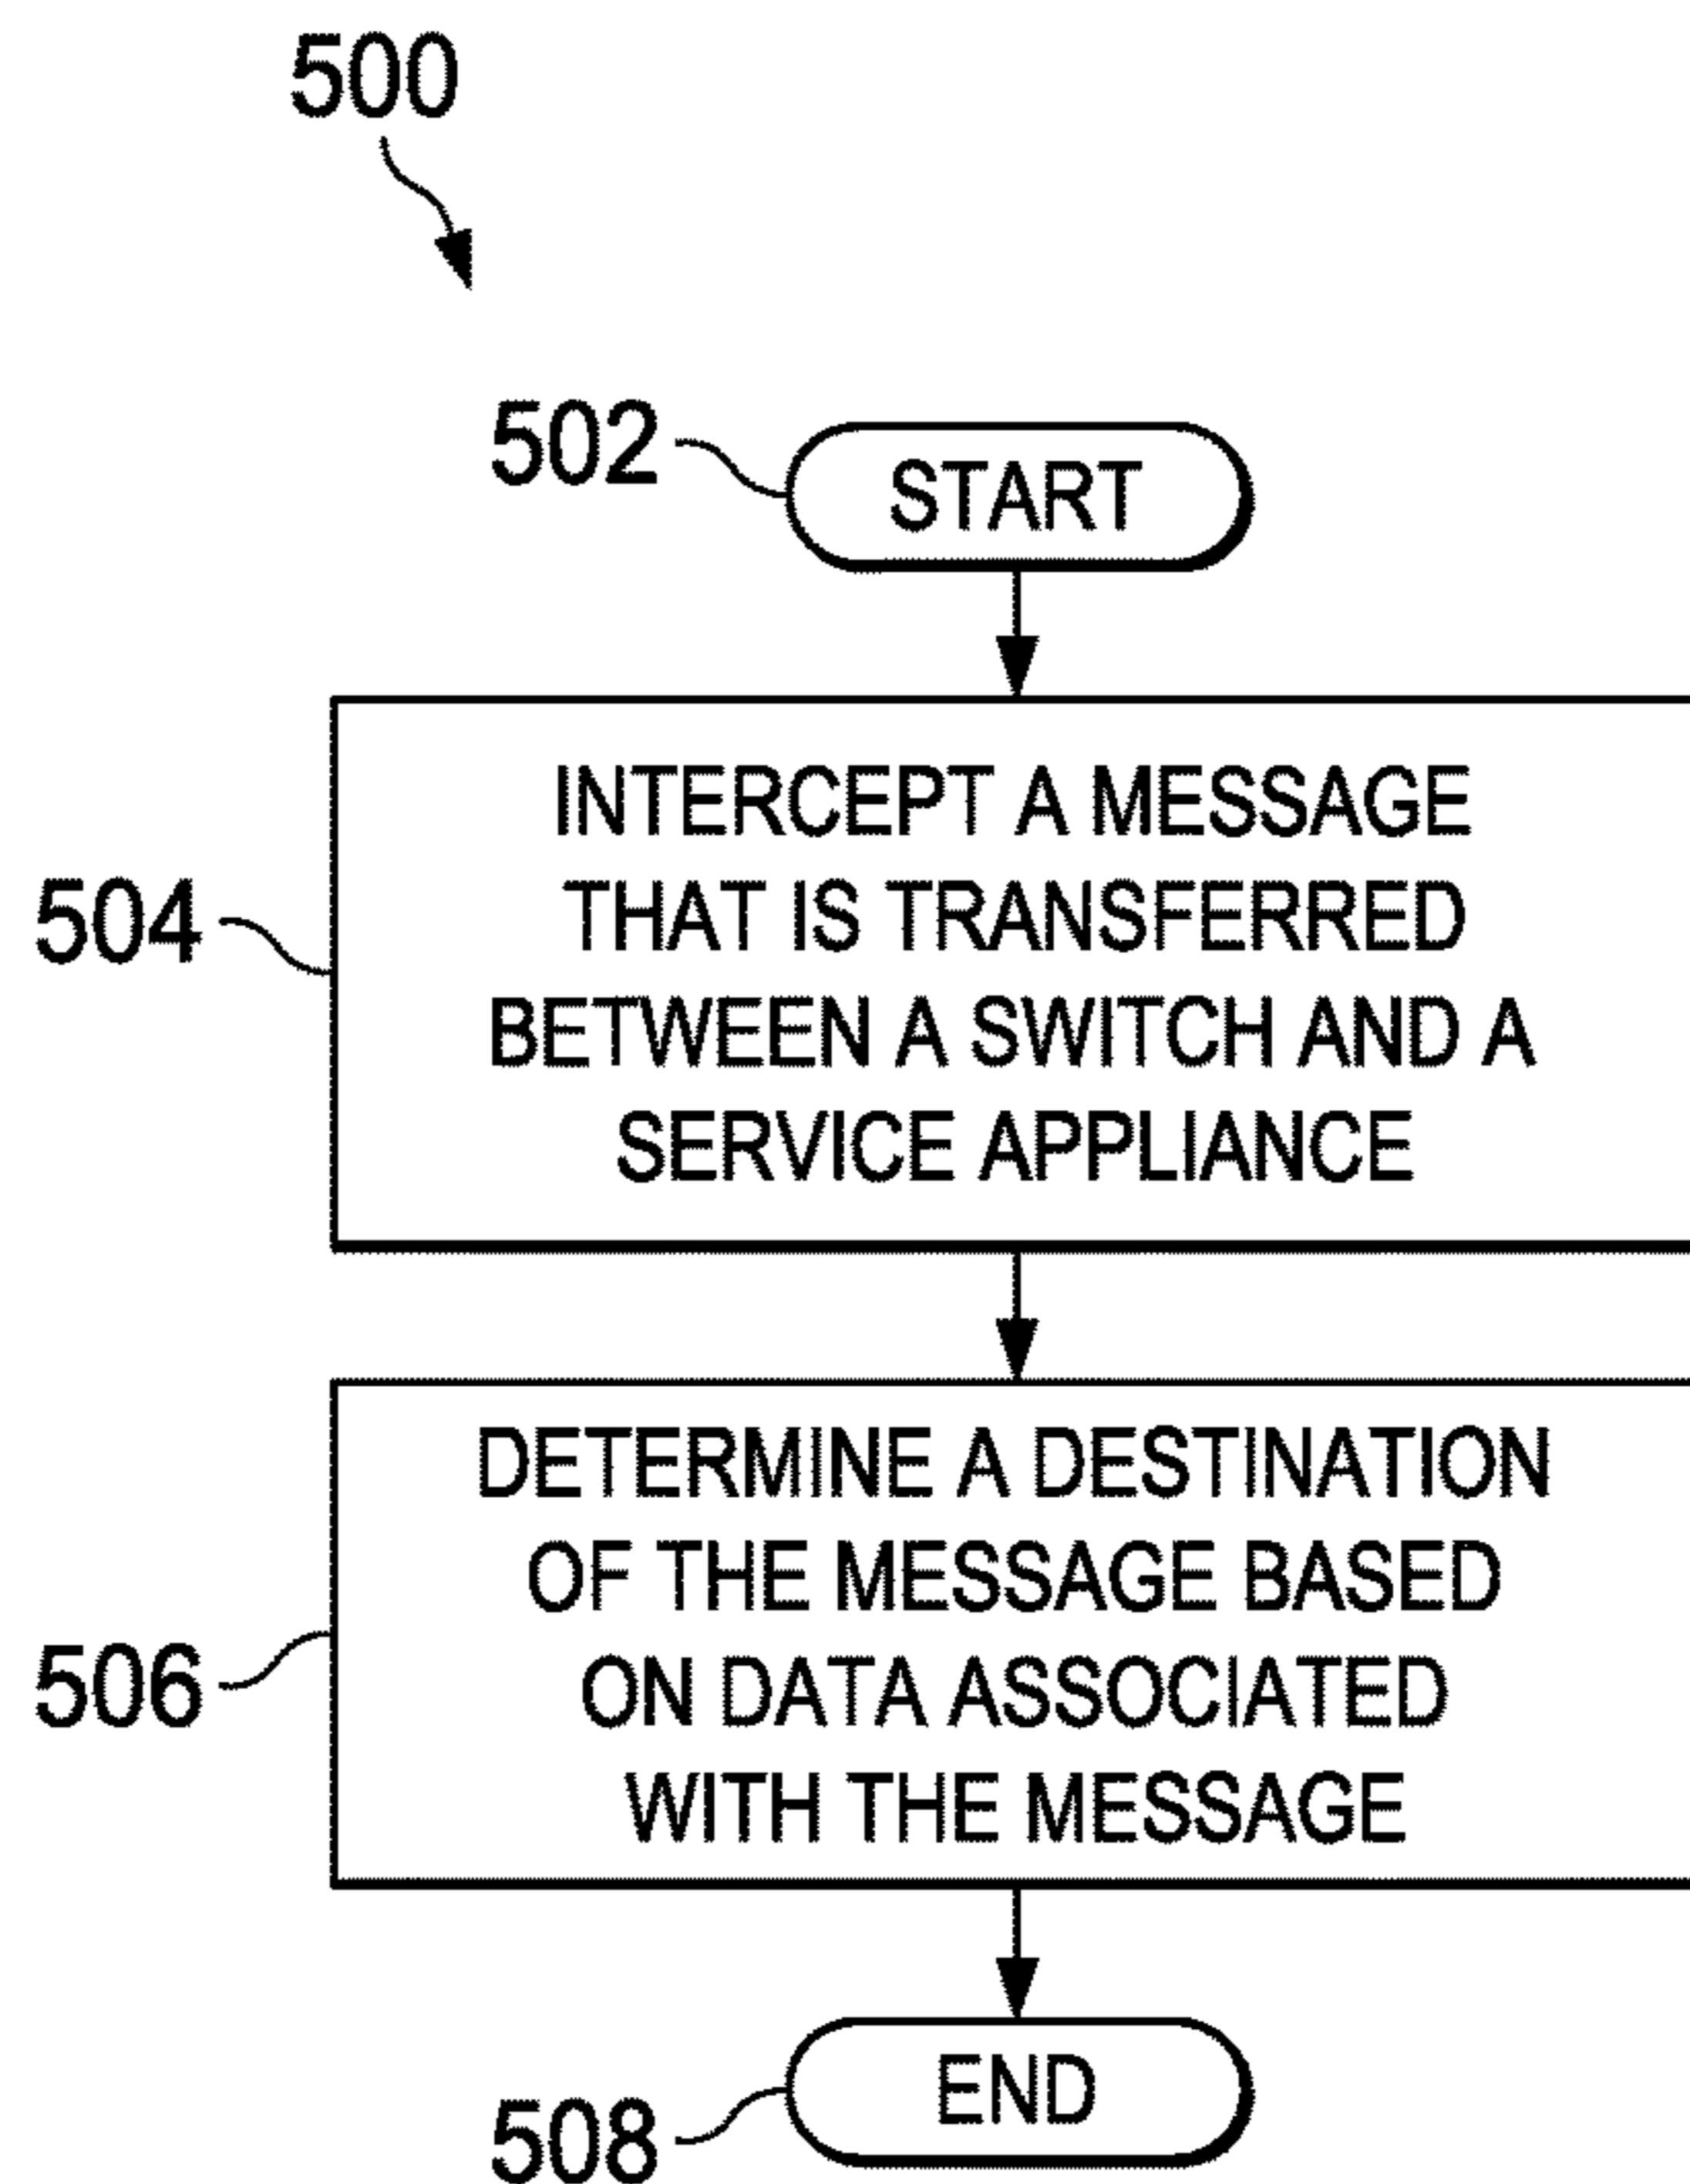 500
502
START
INTERCEPT A MESSAGE
THAT IS TRANSFERRED
504
BETWEEN A SWITCH AND A
SERVICE APPLIANCE
DETERMINE A DESTINATION
OF THE MESSAGE BASED
506
ON DATA ASSOCIATED
WITH THE MESSAGE
END
508